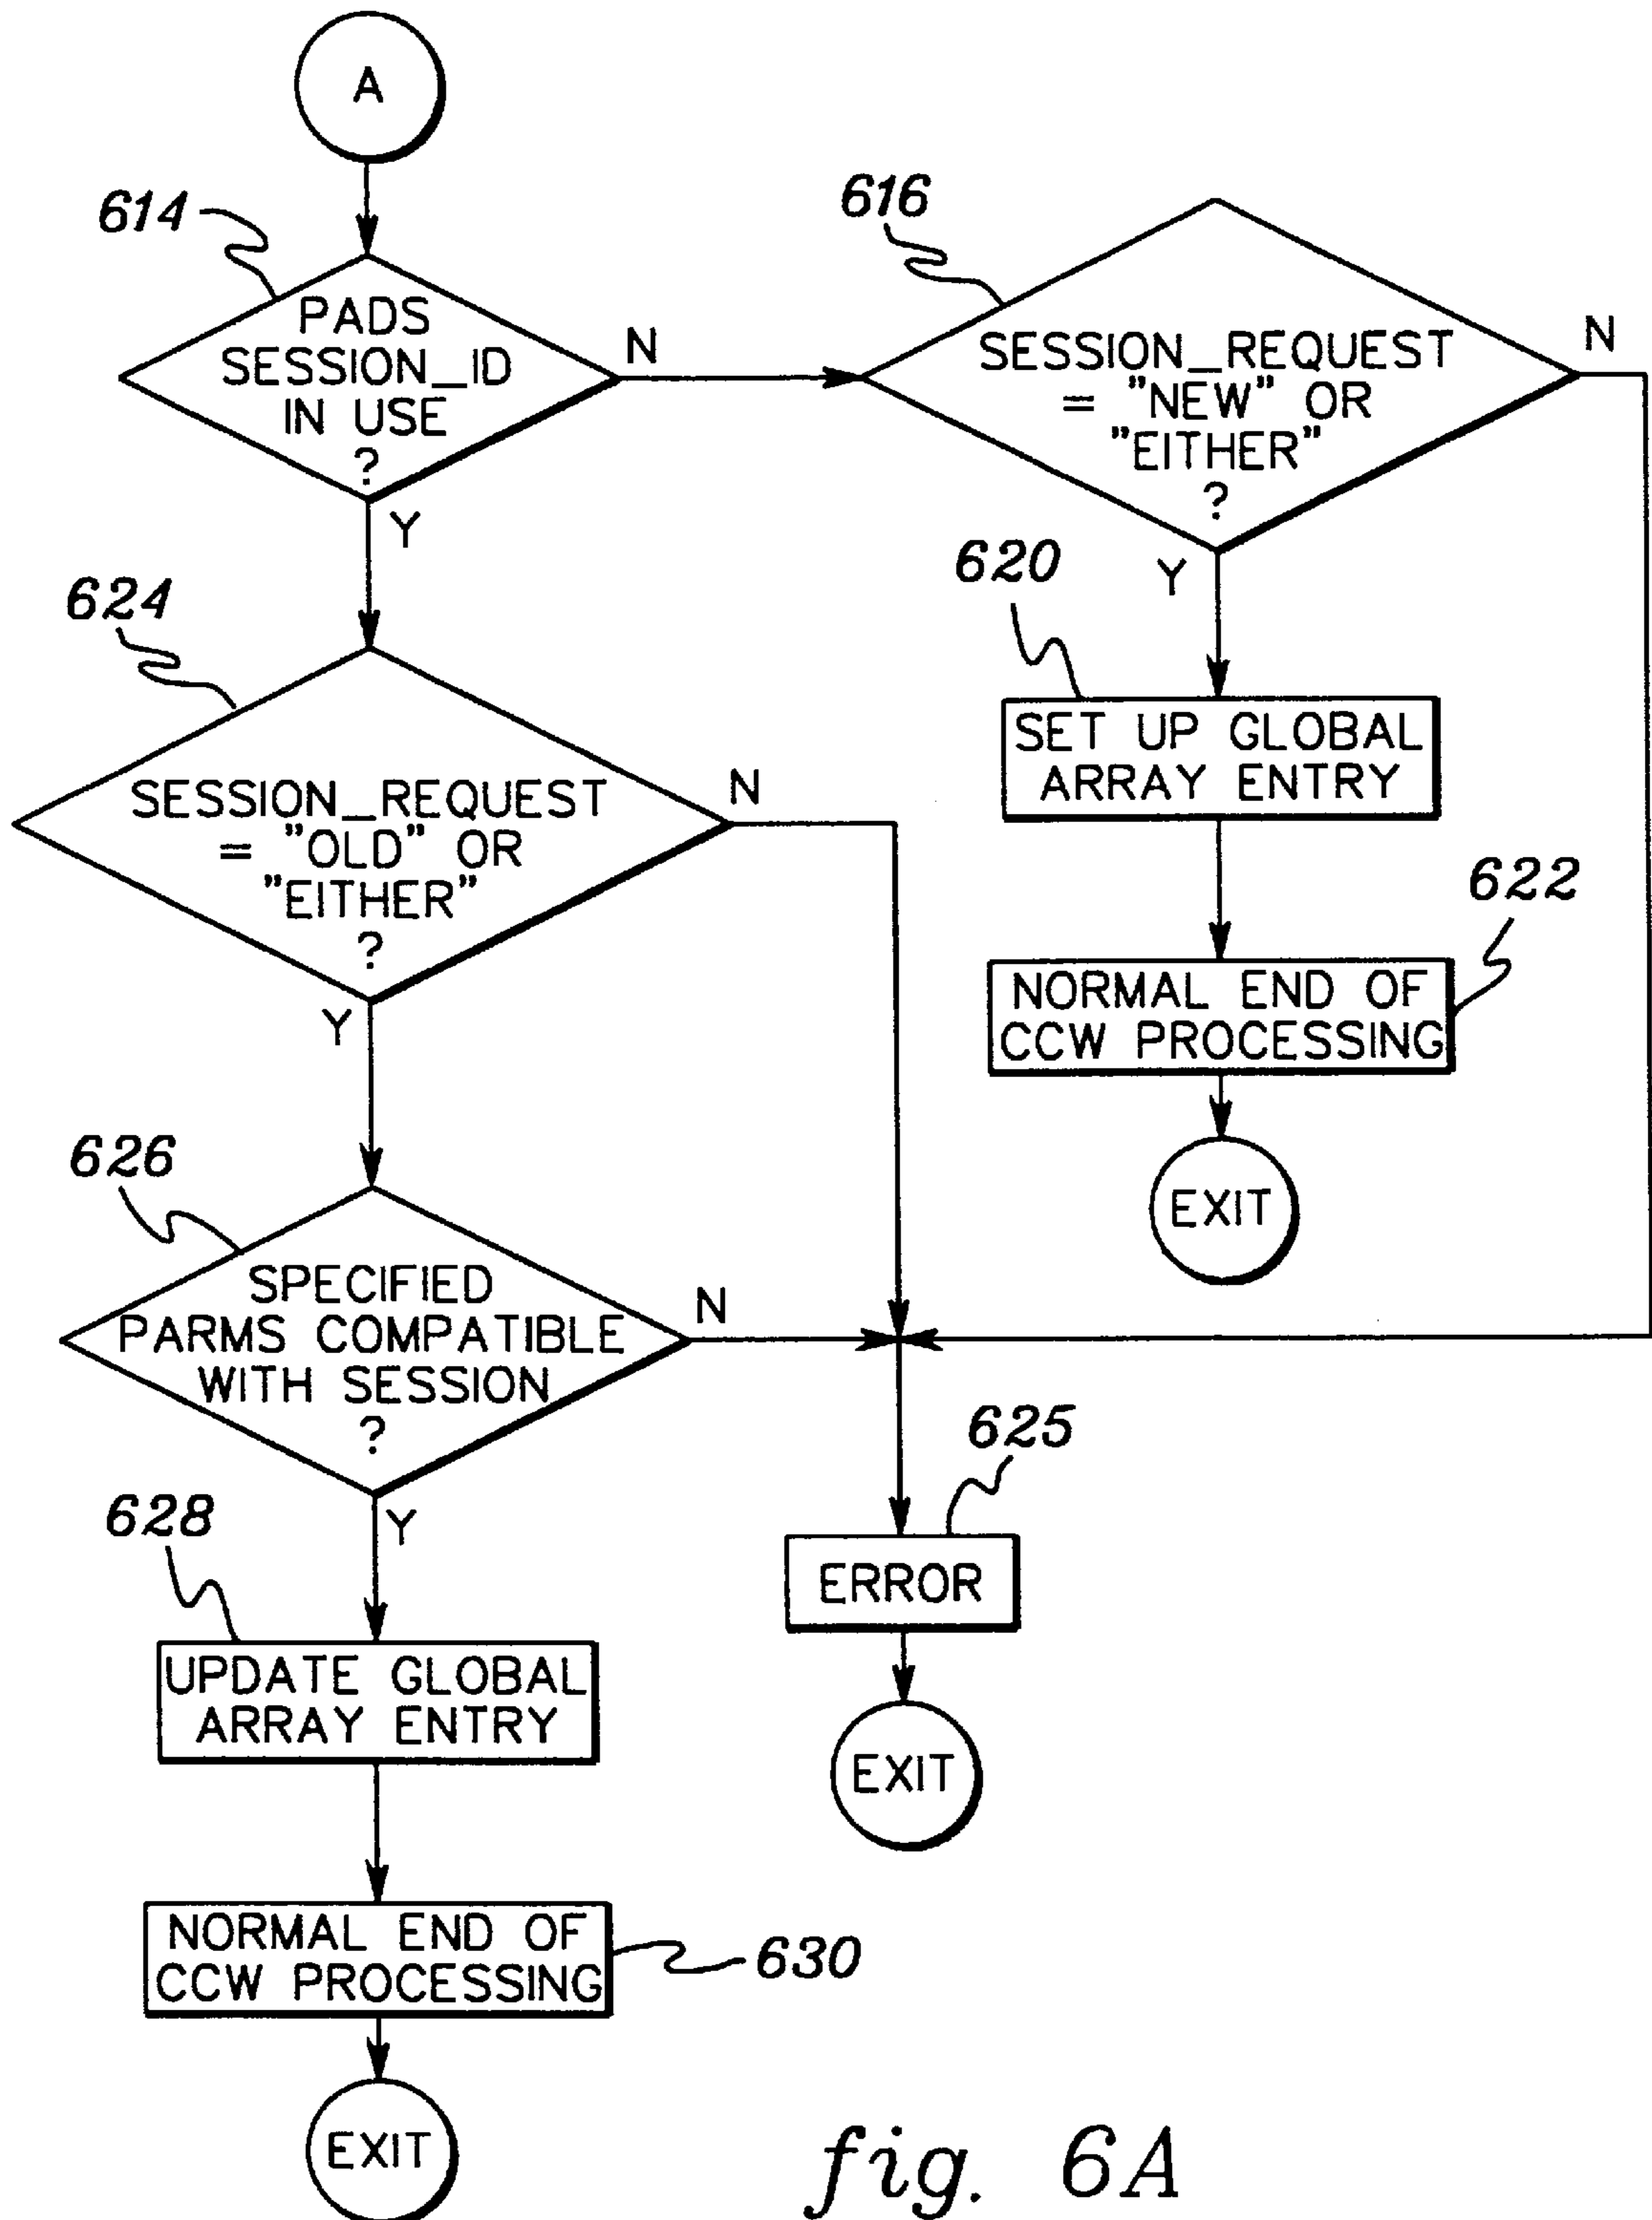 A
614
PADS
SESSION_ID
IN USE
?
N
Y
616
SESSION_REQUEST
= "NEW" OR
"EITHER"
?
N
Y
620
SET UP GLOBAL
ARRAY ENTRY
622
NORMAL END OF
CCW PROCESSING
EXIT
624
SESSION_REQUEST
= "OLD" OR
"EITHER"
?
N
Y
626
SPECIFIED
PARMS COMPATIBLE
WITH SESSION
?
N
Y
625
ERROR
EXIT
628
UPDATE GLOBAL
ARRAY ENTRY
NORMAL END OF
CCW PROCESSING
630
EXIT
fig. 6A